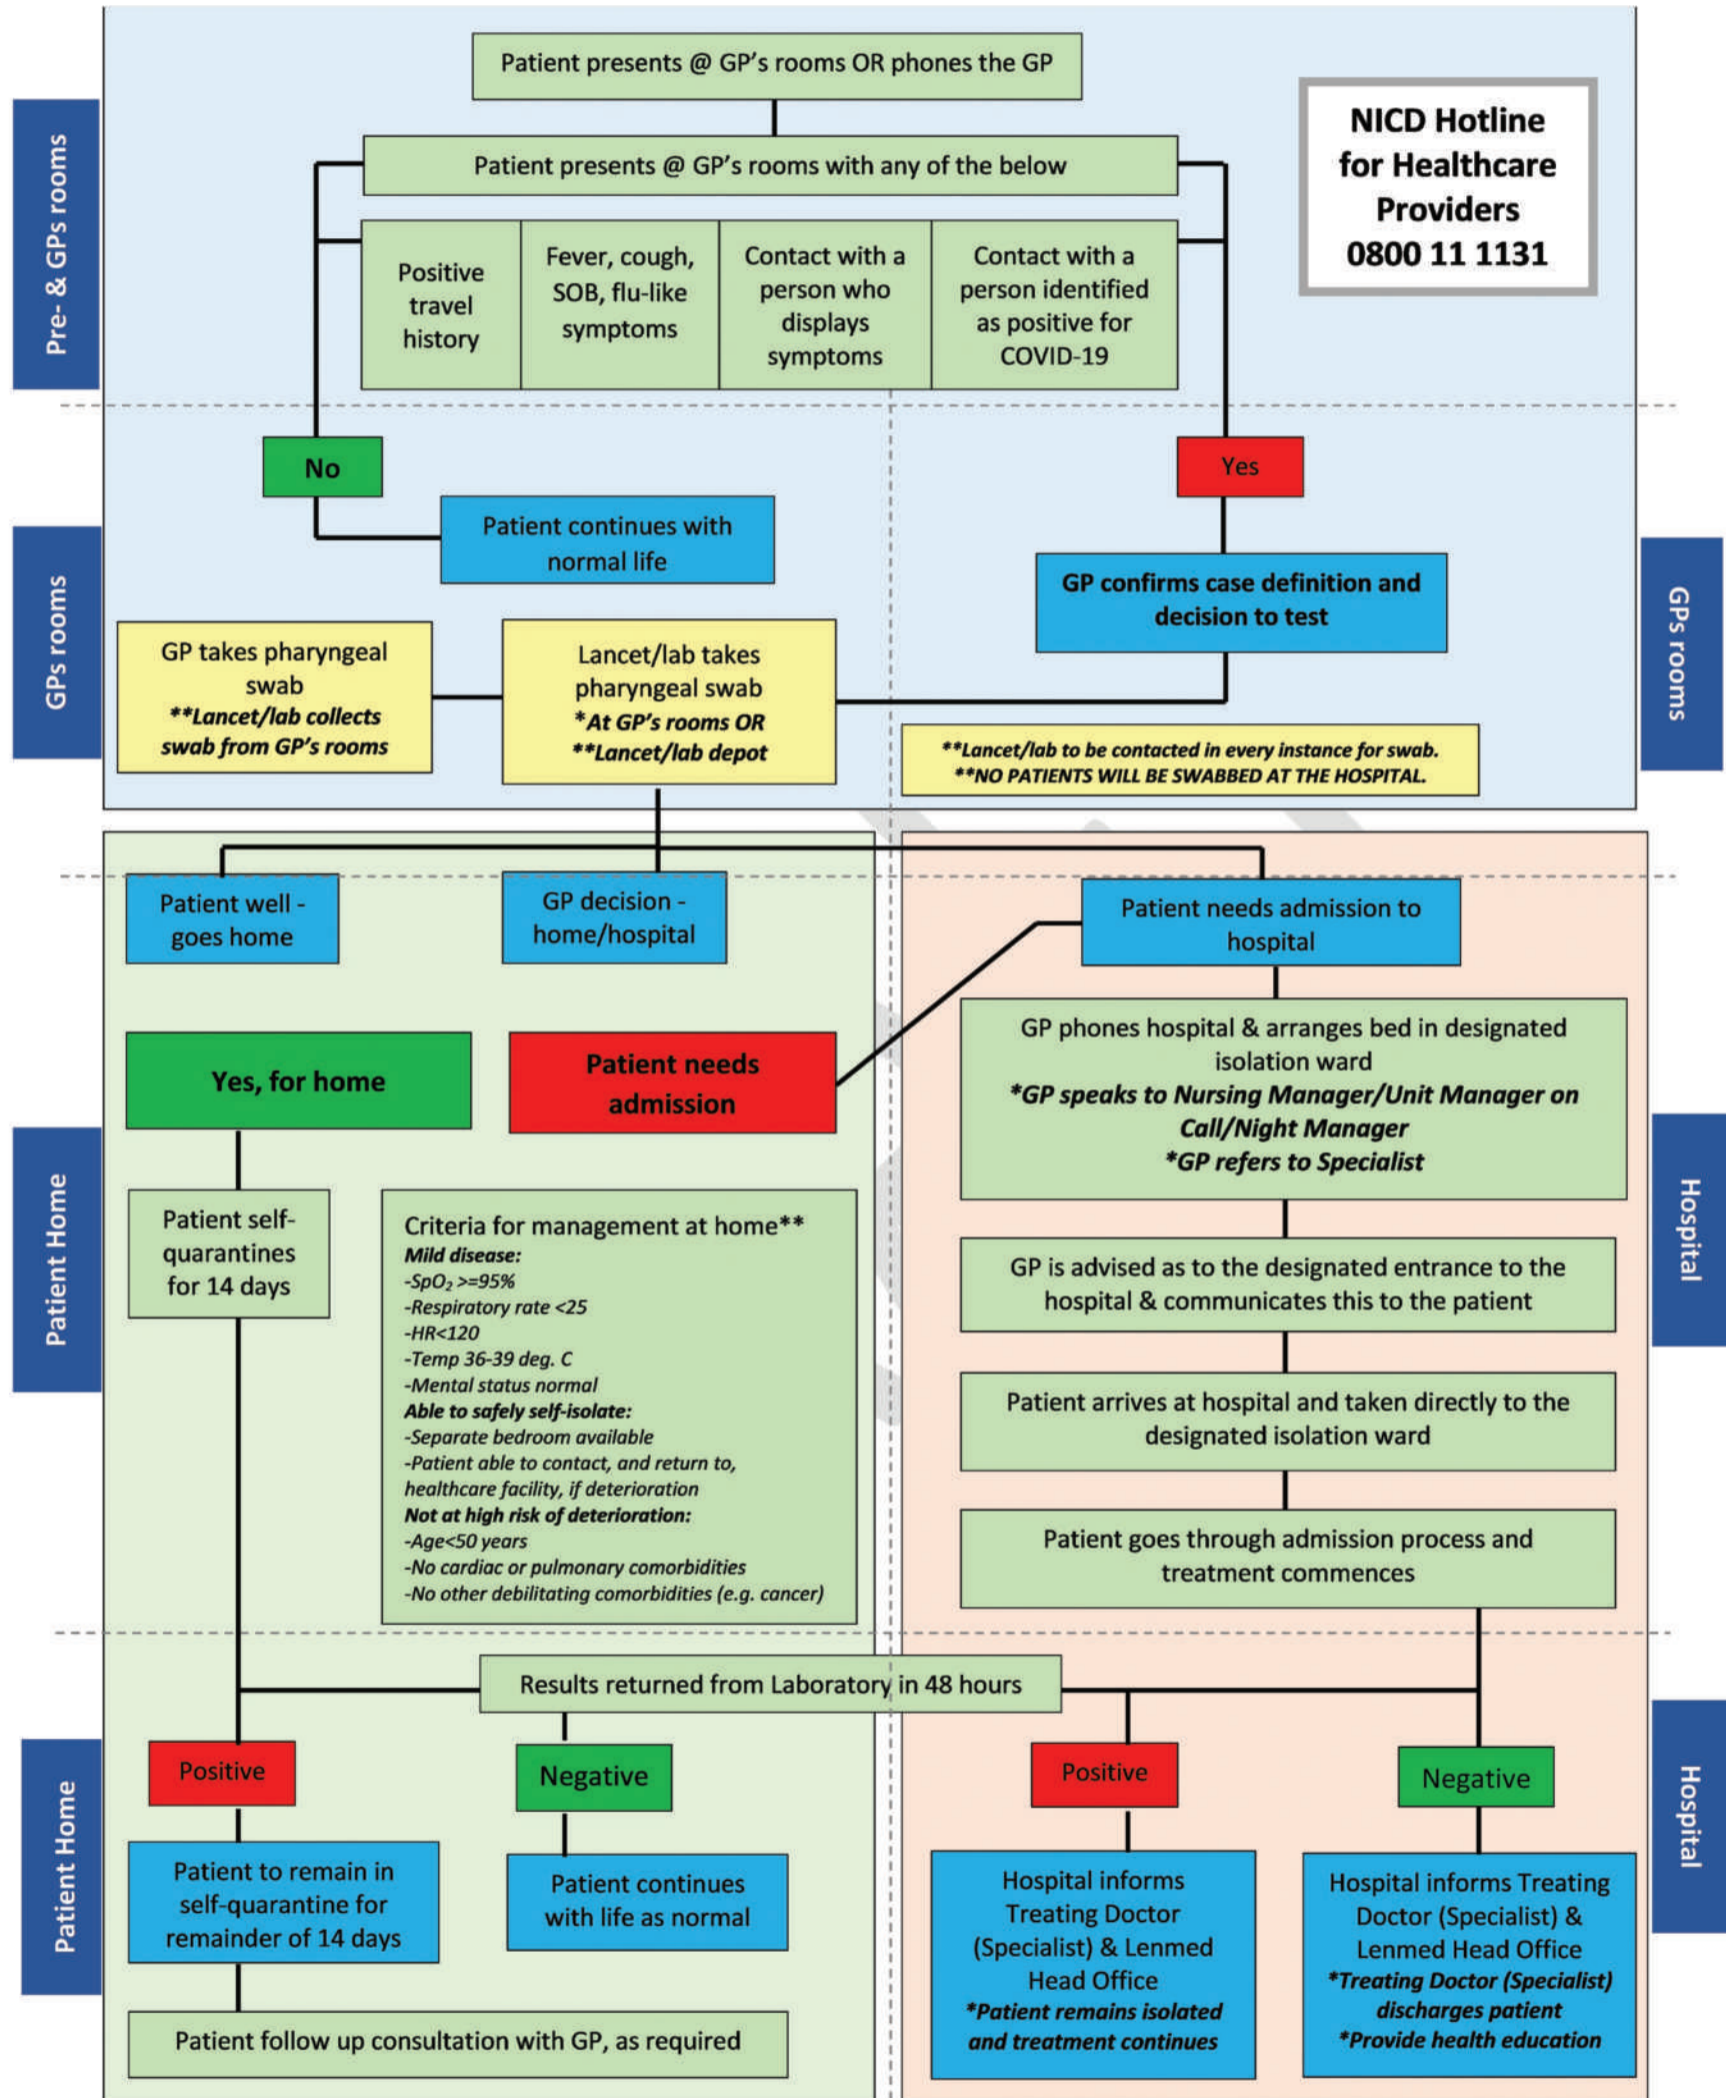 Patient presents @ GP's rooms OR phones the GP
NICD Hotline
for Healthcare
Providers
0800 11 1131
Pre- & GPs rooms
Patient presents @ GP's rooms with any of the below
Positive
travel
history
Fever, cough,
SOB, flu-like
symptoms
Contact with a
person who
displays
symptoms
Contact with a
person identified
as positive for
COVID-19
No
Yes
GPs rooms
Patient continues with
normal life
GP confirms case definition and
decision to test
GPs rooms
GP takes pharyngeal
swab
**Lancet/lab collects
swab from GP's rooms
Lancet/lab takes
pharyngeal swab
*At GP's rooms OR
**Lancet/lab depot
**Lancet/lab to be contacted in every instance for swab.
**NO PATIENTS WILL BE SWABBED AT THE HOSPITAL.
Patient well -
goes home
GP decision -
home/hospital
Patient needs admission to
hospital
Yes, for home
Patient needs
admission
GP phones hospital & arranges bed in designated
isolation ward
*GP speaks to Nursing Manager/Unit Manager on
Call/Night Manager
*GP refers to Specialist
Patient Home
Hospital
Patient self-
quarantines
for 14 days
Criteria for management at home**
Mild disease:
-SpO₂ >=95%
-Respiratory rate <25
-HR<120
-Temp 36-39 deg. C
-Mental status normal
Able to safely self-isolate:
-Separate bedroom available
-Patient able to contact, and return to,
healthcare facility, if deterioration
Not at high risk of deterioration:
-Age<50 years
-No cardiac or pulmonary comorbidities
-No other debilitating comorbidities (e.g. cancer)
GP is advised as to the designated entrance to the
hospital & communicates this to the patient
Patient arrives at hospital and taken directly to the
designated isolation ward
Patient goes through admission process and
treatment commences
Results returned from Laboratory in 48 hours
Patient Home
Hospital
Positive
Negative
Positive
Negative
Patient to remain in
self-quarantine for
remainder of 14 days
Patient continues
with life as normal
Hospital informs
Treating Doctor
(Specialist) & Lenmed
Head Office
*Patient remains isolated
and treatment continues
Hospital informs Treating
Doctor (Specialist) &
Lenmed Head Office
*Treating Doctor (Specialist)
discharges patient
*Provide health education
Patient follow up consultation with GP, as required